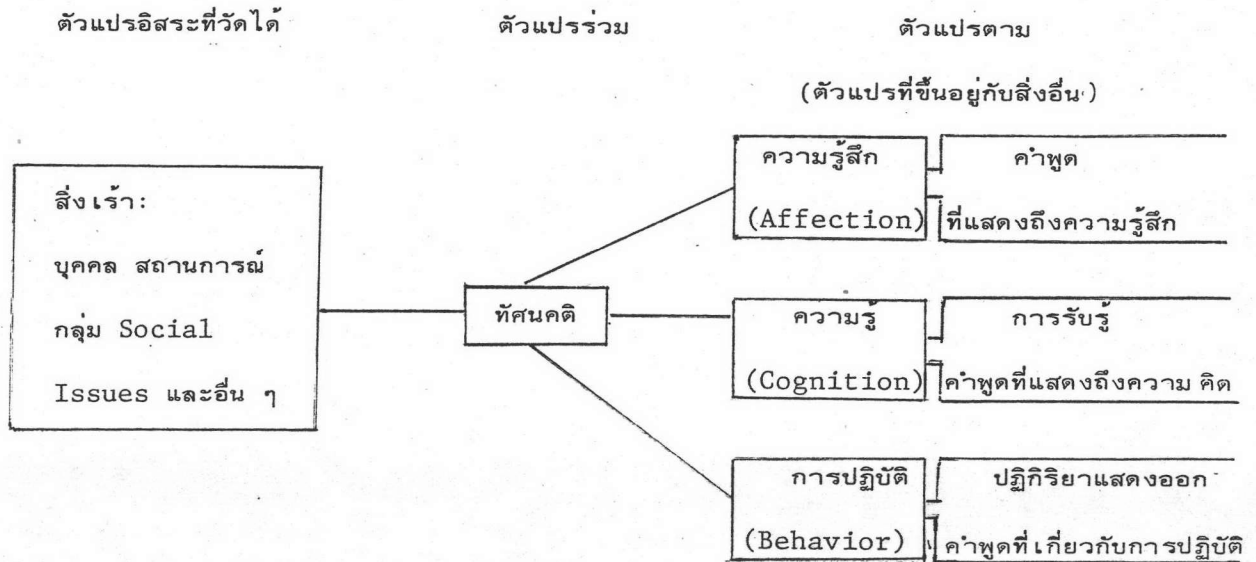 ตัวแปรอิสระที่วัดได้
ตัวแปรร่วม
ตัวแปรตาม
(ตัวแปรที่ขึ้นอยู่กับสิ่งอื่น)
สิ่งเร้า:
บุคคล สถานการณ์
กลุ่ม Social
Issues และอื่น ๆ
ทัศนคติ
ความรู้สึก
(Affection)
คำพูด
ที่แสดงถึงความรู้สึก
ความรู้
(Cognition)
การรับรู้
คำพูดที่แสดงถึงความคิด
การปฏิบัติ
(Behavior)
ปฏิกิริยาแสดงออก
คำพูดที่เกี่ยวกับการปฏิบัติ